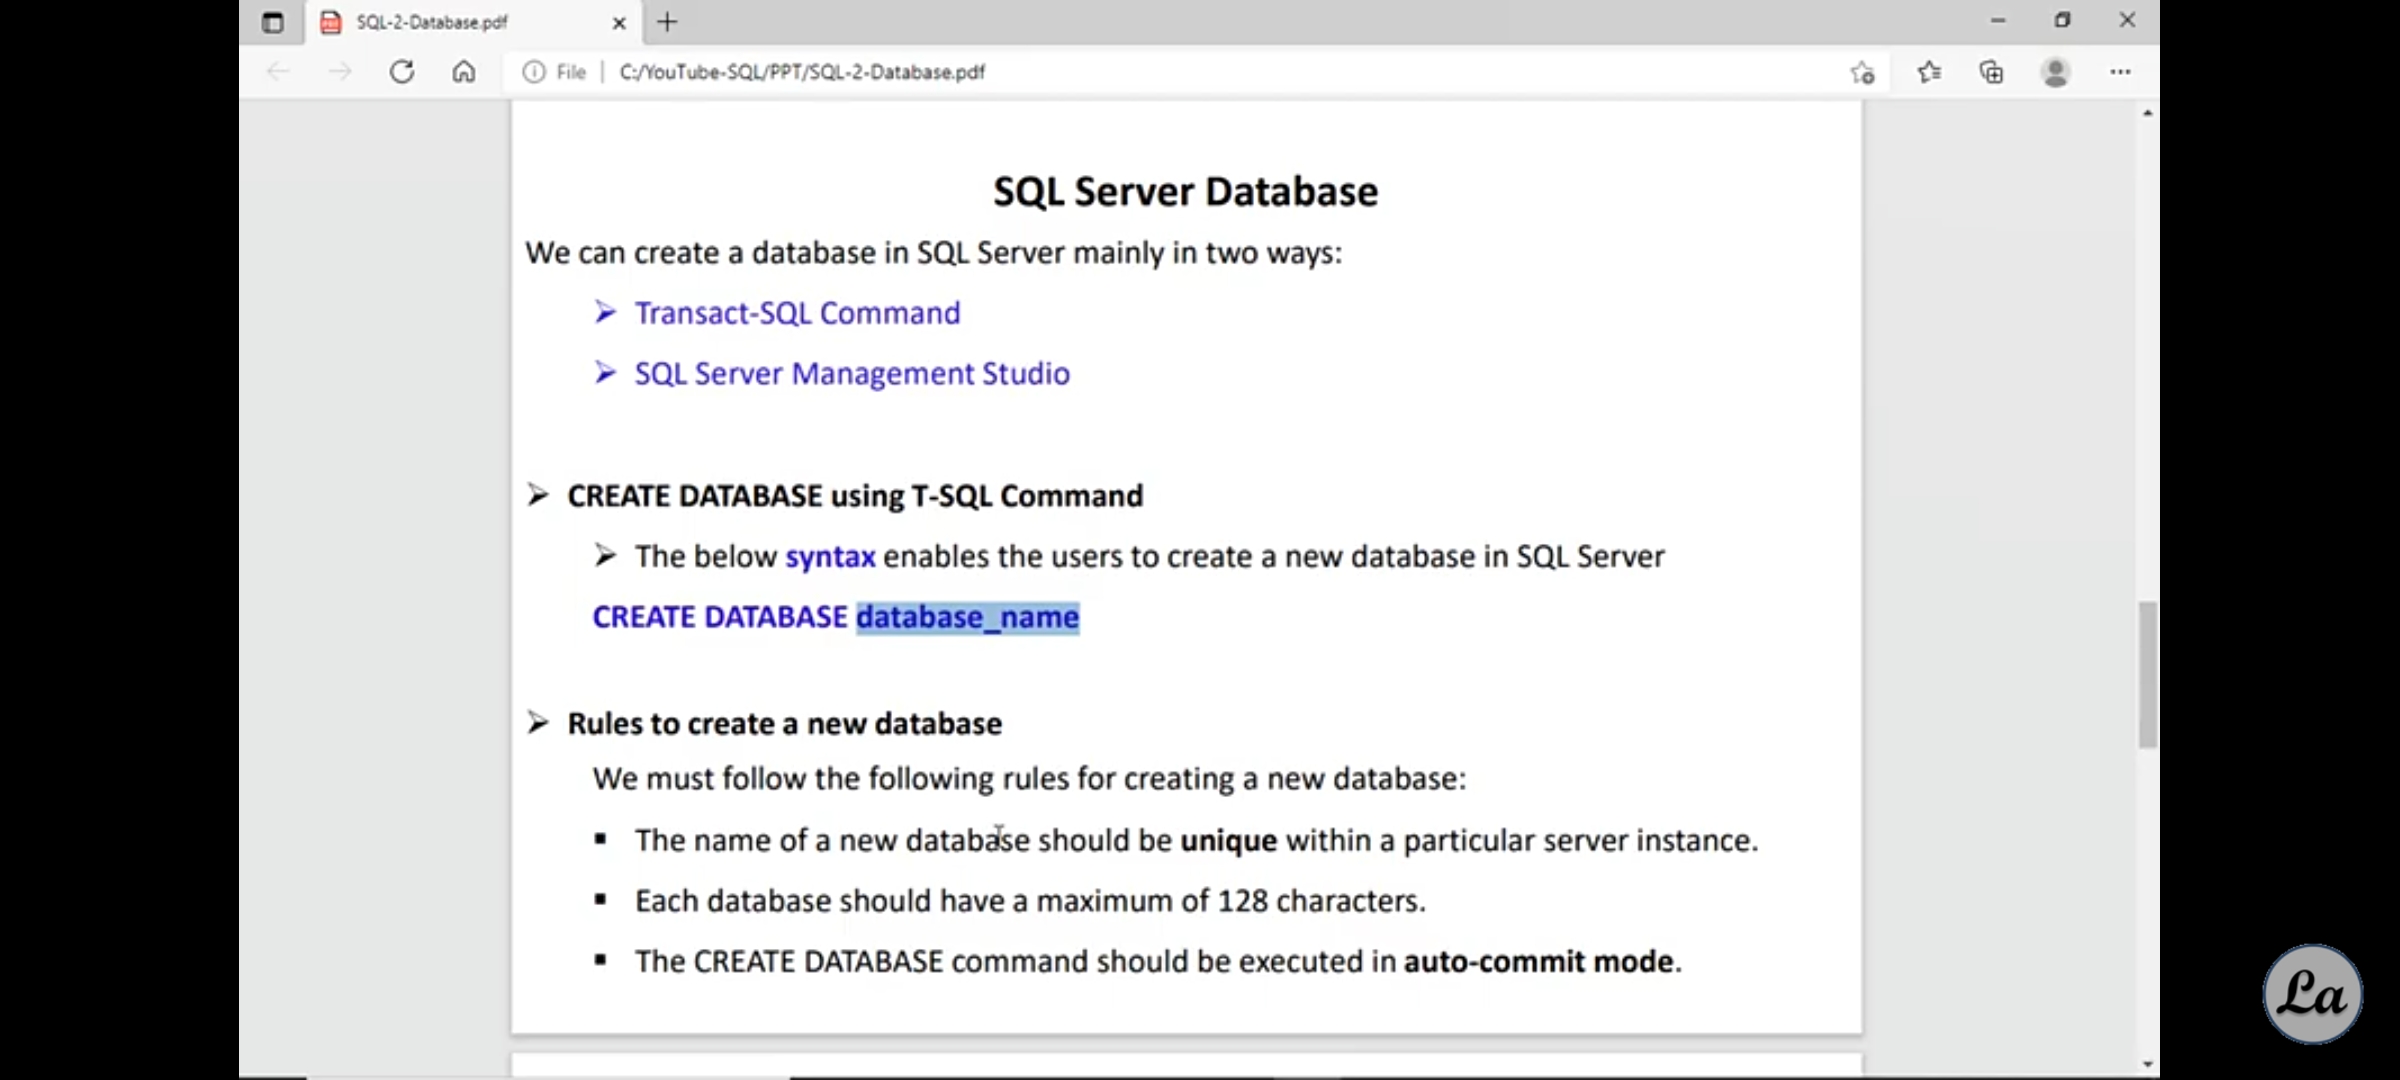 SQL-2-Database.pdf
File | C:/YouTube-SQL/PPT/SQL-2-Database.pdf
SQL Server Database
We can create a database in SQL Server mainly in two ways:
➢ Transact-SQL Command
➢ SQL Server Management Studio
➢ CREATE DATABASE using T-SQL Command
➢ The below syntax enables the users to create a new database in SQL Server
CREATE DATABASE database_name
➢ Rules to create a new database
We must follow the following rules for creating a new database:
▪ The name of a new database should be unique within a particular server instance.
▪ Each database should have a maximum of 128 characters.
▪ The CREATE DATABASE command should be executed in auto-commit mode.
La